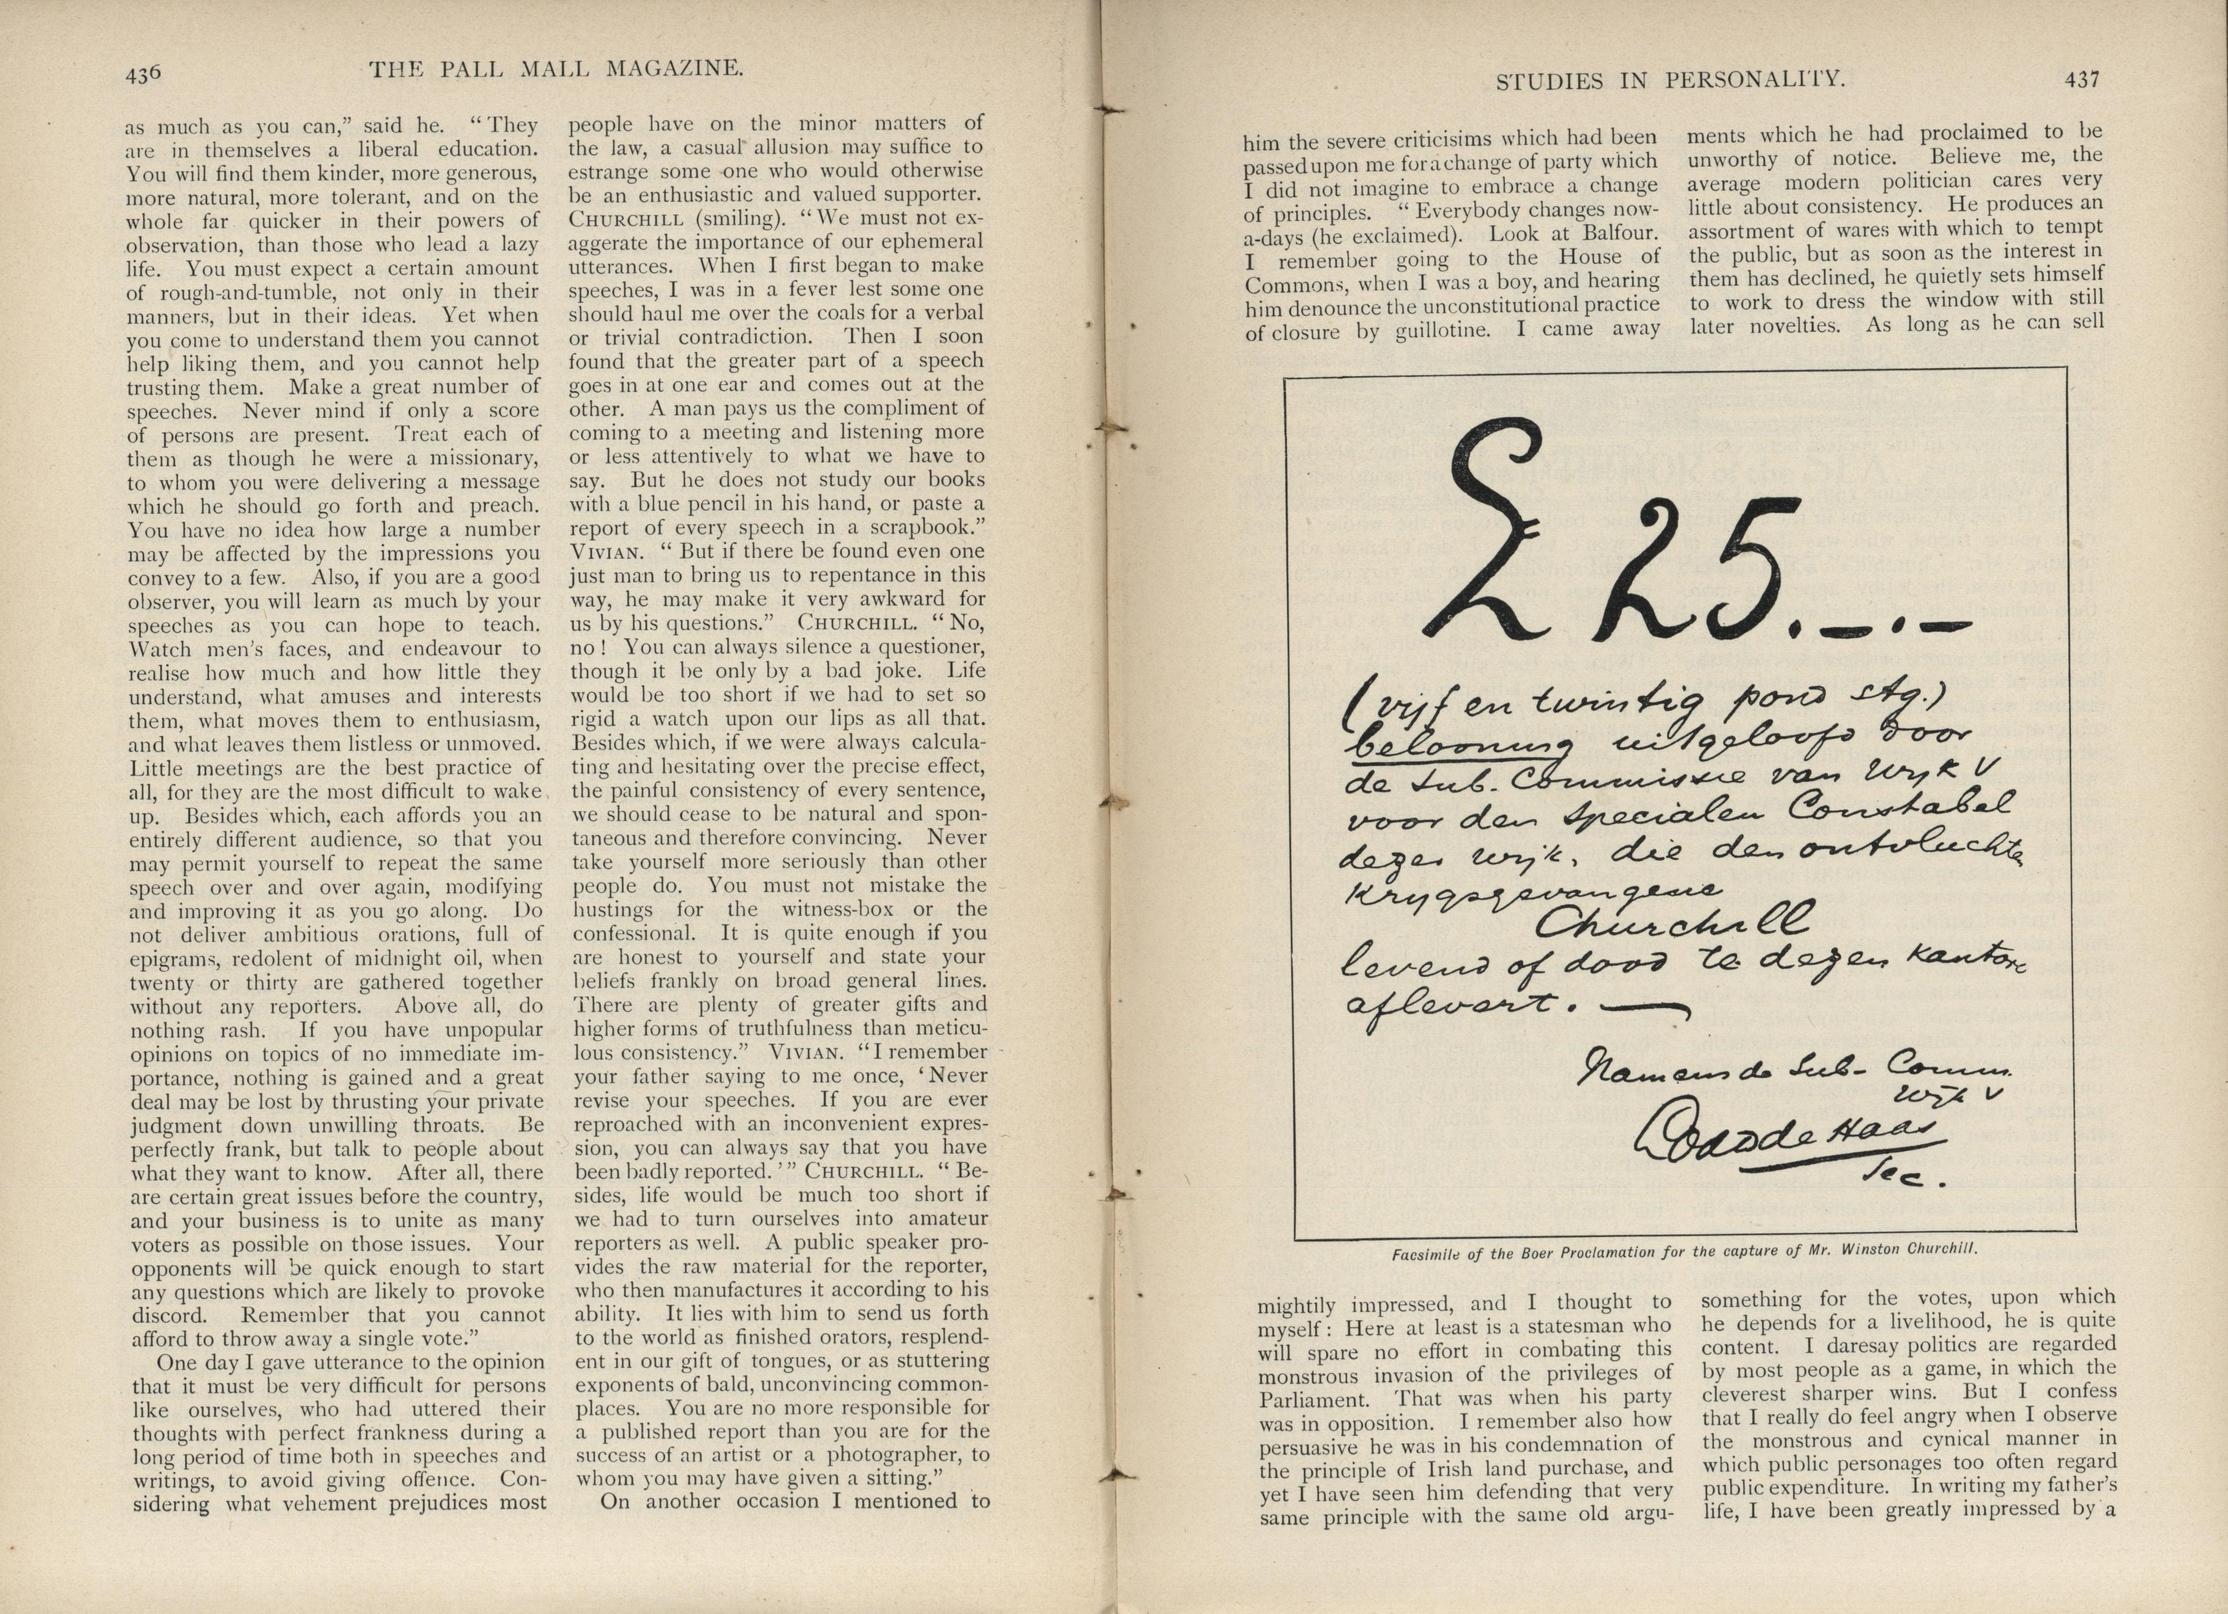 436
THE PALL MALL MAGAZINE.
as much as you can," said he. "They
are in themselves a liberal education.
You will find them kinder, more generous,
more natural, more tolerant, and on the
whole far quicker in their powers of
observation, than those who lead a lazy
life. You must expect a certain amount
of rough-and-tumble, not only in their
manners, but in their ideas. Yet when
you come to understand them you cannot
help liking them, and you cannot help
trusting them. Make a great number of
speeches. Never mind if only a score
of persons are present. Treat each of
them as though he were a missionary,
to whom you were delivering a message
which he should go forth and preach.
You have no idea how large a number
may be affected by the impressions you
convey to a few. Also, if you are a good
observer, you will learn as much by your
speeches as you can hope to teach.
Watch men's faces, and endeavour to
realise how much and how little they
understand, what amuses and interests
them, what moves them to enthusiasm,
and what leaves them listless or unmoved.
Little meetings are the best practice of
all, for they are the most difficult to wake
up. Besides which, each affords you an
entirely different audience, so that you
may permit yourself to repeat the same
speech over and over again, modifying
and improving it as you go along. Do
not deliver ambitious orations, full of
epigrams, redolent of midnight oil, when
twenty or thirty are gathered together
without any reporters. Above all, do
nothing rash. If you have unpopular
opinions on topics of no immediate im-
portance, nothing is gained and a great
deal may be lost by thrusting your private
judgment down unwilling throats. Be
perfectly frank, but talk to people about
what they want to know. After all, there
are certain great issues before the country,
and your business is to unite as many
voters as possible on those issues. Your
opponents will be quick enough to start
any questions which are likely to provoke
discord. Remember that you cannot
afford to throw away a single vote."
One day I gave utterance to the opinion
that it must be very difficult for persons
like ourselves, who had uttered their
thoughts with perfect frankness during a
long period of time both in speeches and
writings, to avoid giving offence. Con-
sidering what vehement prejudices most
people have on the minor matters of
the law, a casual allusion may suffice to
estrange some one who would otherwise
be an enthusiastic and valued supporter.
CHURCHILL (smiling). "We must not ex-
aggerate the importance of our ephemeral
utterances. When I first began to make
speeches, I was in a fever lest some one
should haul me over the coals for a verbal
or trivial contradiction. Then I soon
found that the greater part of a speech
goes in at one ear and comes out at the
other. A man pays us the compliment of
coming to a meeting and listening more
or less attentively to what we have to
say. But he does not study our books
with a blue pencil in his hand, or paste a
report of every speech in a scrapbook."
VIVIAN. "But if there be found even one
just man to bring us to repentance in this
way, he may make it very awkward for
us by his questions." CHURCHILL. "No,
no! You can always silence a questioner,
though it be only by a bad joke. Life
would be too short if we had to set so
rigid a watch upon our lips as all that.
Besides which, if we were always calcula-
ting and hesitating over the precise effect,
the painful consistency of every sentence,
we should cease to be natural and spon-
taneous and therefore convincing. Never
take yourself more seriously than other
people do. You must not mistake the
hustings for the witness-box or the
confessional. It is quite enough if you
are honest to yourself and state your
beliefs frankly on broad general lines.
There are plenty of greater gifts and
higher forms of truthfulness than meticu-
lous consistency." VIVIAN. "I remember
your father saying to me once, 'Never
revise your speeches. If you are ever
reproached with an inconvenient expres-
sion, you can always say that you have
been badly reported.'" CHURCHILL. "Be-
sides, life would be much too short if
we had to turn ourselves into amateur
reporters as well. A public speaker pro-
vides the raw material for the reporter,
who then manufactures it according to his
ability. It lies with him to send us forth
to the world as finished orators, resplend-
ent in our gift of tongues, or as stuttering
exponents of bald, unconvincing common-
places. You are no more responsible for
a published report than you are for the
success of an artist or a photographer, to
whom you may have given a sitting."
On another occasion I mentioned to
STUDIES IN PERSONALITY.
437
him the severe criticisims which had been
passed upon me for a change of party which
I did not imagine to embrace a change
of principles. "Everybody changes now-
a-days (he exclaimed). Look at Balfour.
I remember going to the House of
Commons, when I was a boy, and hearing
him denounce the unconstitutional practice
of closure by guillotine. I came away
ments which he had proclaimed to be
unworthy of notice. Believe me, the
average modern politician cares very
little about consistency. He produces an
assortment of wares with which to tempt
the public, but as soon as the interest in
them has declined, he quietly sets himself
to work to dress the window with still
later novelties. As long as he can sell
£ 25.–.–
(vijf en twintig pond stg.)
belooning uitgeloofd door
de Sub-Commissie van Wijk V
voor den Specialen Constabel
dezer wijk, die den ontvluchten
Krygsgevangene
Churchill
levend of dood te dezen kantore
aflevert. —
Namens de Sub-Comm.
Wijk V
Lodk de Haas
Sec.
Facsimile of the Boer Proclamation for the capture of Mr. Winston Churchill.
mightily impressed, and I thought to
myself: Here at least is a statesman who
will spare no effort in combating this
monstrous invasion of the privileges of
Parliament. That was when his party
was in opposition. I remember also how
persuasive he was in his condemnation of
the principle of Irish land purchase, and
yet I have seen him defending that very
same principle with the same old argu-
something for the votes, upon which
he depends for a livelihood, he is quite
content. I daresay politics are regarded
by most people as a game, in which the
cleverest sharper wins. But I confess
that I really do feel angry when I observe
the monstrous and cynical manner in
which public personages too often regard
public expenditure. In writing my father's
life, I have been greatly impressed by a